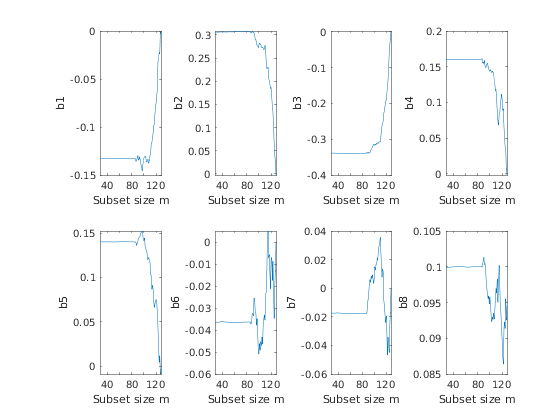 0
-0.05
-0.1
-0.15
b1
40 80 120
Subset size m
0.3
0.25
0.2
0.15
0.1
0.05
0
b2
40 80 120
Subset size m
0
-0.1
-0.2
-0.3
-0.4
b3
40 80 120
Subset size m
0.2
0.15
0.1
0.05
0
b4
40 80 120
Subset size m
0.15
0.1
0.05
0
b5
40 80 120
Subset size m
0
-0.01
-0.02
-0.03
-0.04
-0.05
-0.06
b6
40 80 120
Subset size m
0.04
0.02
0
-0.02
-0.04
-0.06
b7
40 80 120
Subset size m
0.105
0.1
0.095
0.09
0.085
b8
40 80 120
Subset size m